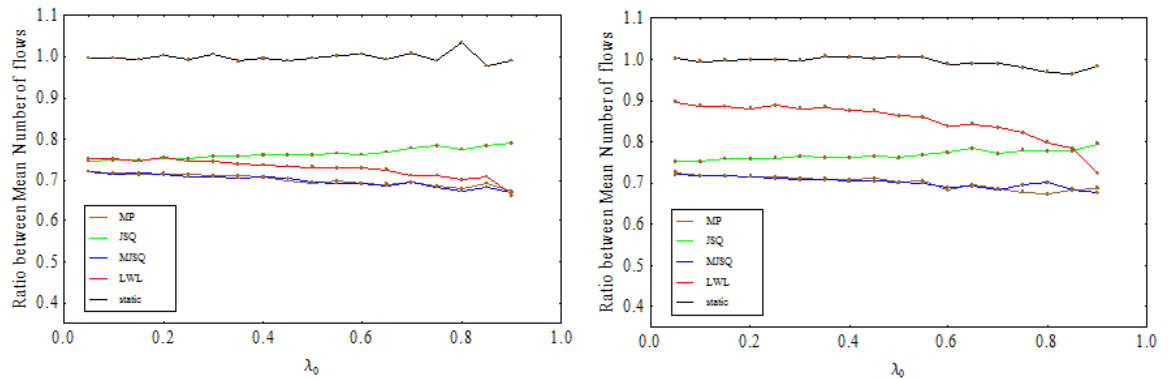 Ratio between Mean Number of flows
1.1
1.0
0.9
0.8
0.7
0.6
0.5
0.4
MP
JSQ
MJSQ
LWL
static
0.0 0.2 0.4 0.6 0.8 1.0
λ0
Ratio between Mean Number of flows
1.1
1.0
0.9
0.8
0.7
0.6
0.5
0.4
MP
JSQ
MJSQ
LWL
static
0.0 0.2 0.4 0.6 0.8 1.0
λ0